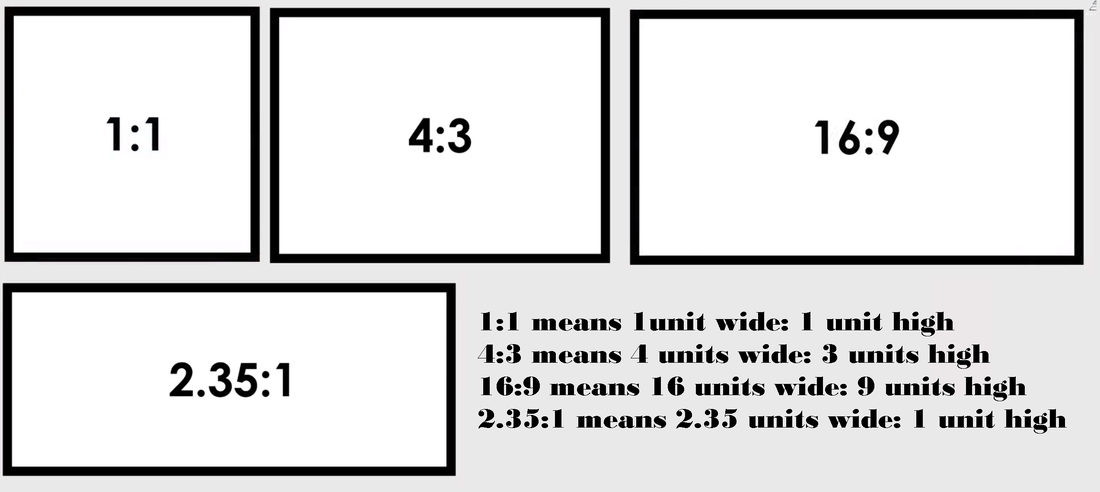 1:1
4:3
16:9
2.35:1
1:1 means 1unit wide: 1 unit high
4:3 means 4 units wide: 3 units high
16:9 means 16 units wide: 9 units high
2.35:1 means 2.35 units wide: 1 unit high